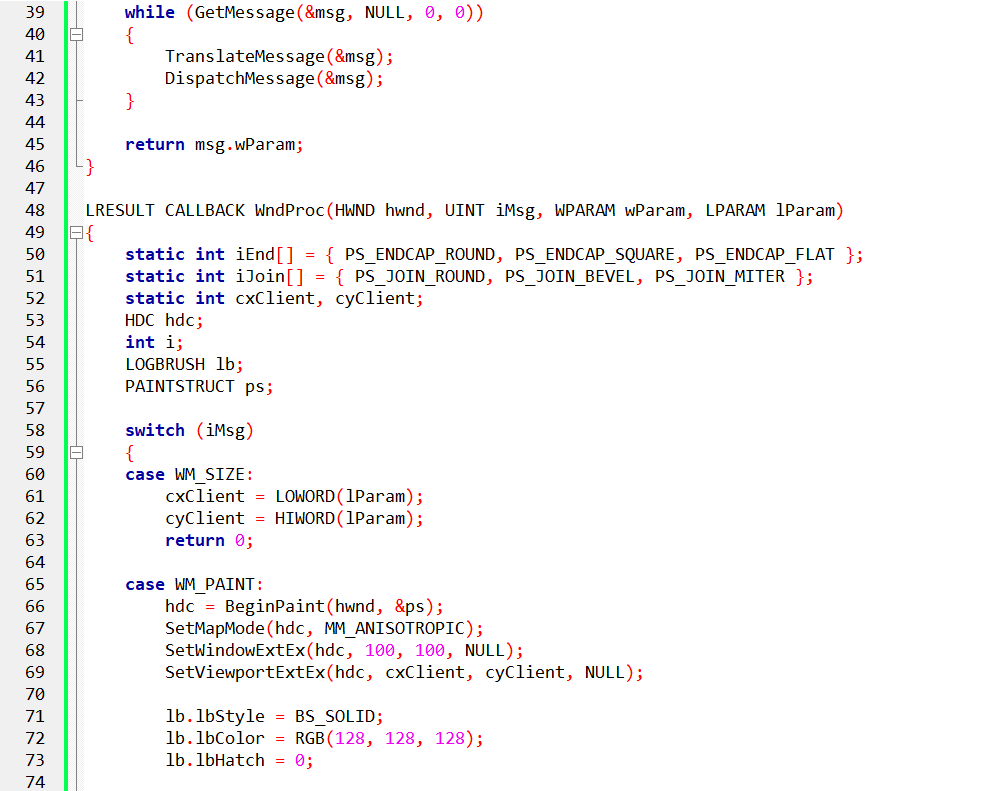 39 while (GetMessage(&msg, NULL, 0, 0))
40 {
41 TranslateMessage(&msg);
42 DispatchMessage(&msg);
43 }
44
45 return msg.wParam;
46 }
47
48 LRESULT CALLBACK WndProc(HWND hwnd, UINT iMsg, WPARAM wParam, LPARAM lParam)
49 {
50 static int iEnd[] = { PS_ENDCAP_ROUND, PS_ENDCAP_SQUARE, PS_ENDCAP_FLAT };
51 static int iJoin[] = { PS_JOIN_ROUND, PS_JOIN_BEVEL, PS_JOIN_MITER };
52 static int cxClient, cyClient;
53 HDC hdc;
54 int i;
55 LOGBRUSH lb;
56 PAINTSTRUCT ps;
57
58 switch (iMsg)
59 {
60 case WM_SIZE:
61 cxClient = LOWORD(lParam);
62 cyClient = HIWORD(lParam);
63 return 0;
64
65 case WM_PAINT:
66 hdc = BeginPaint(hwnd, &ps);
67 SetMapMode(hdc, MM_ANISOTROPIC);
68 SetWindowExtEx(hdc, 100, 100, NULL);
69 SetViewportExtEx(hdc, cxClient, cyClient, NULL);
70
71 lb.lbStyle = BS_SOLID;
72 lb.lbColor = RGB(128, 128, 128);
73 lb.lbHatch = 0;
74